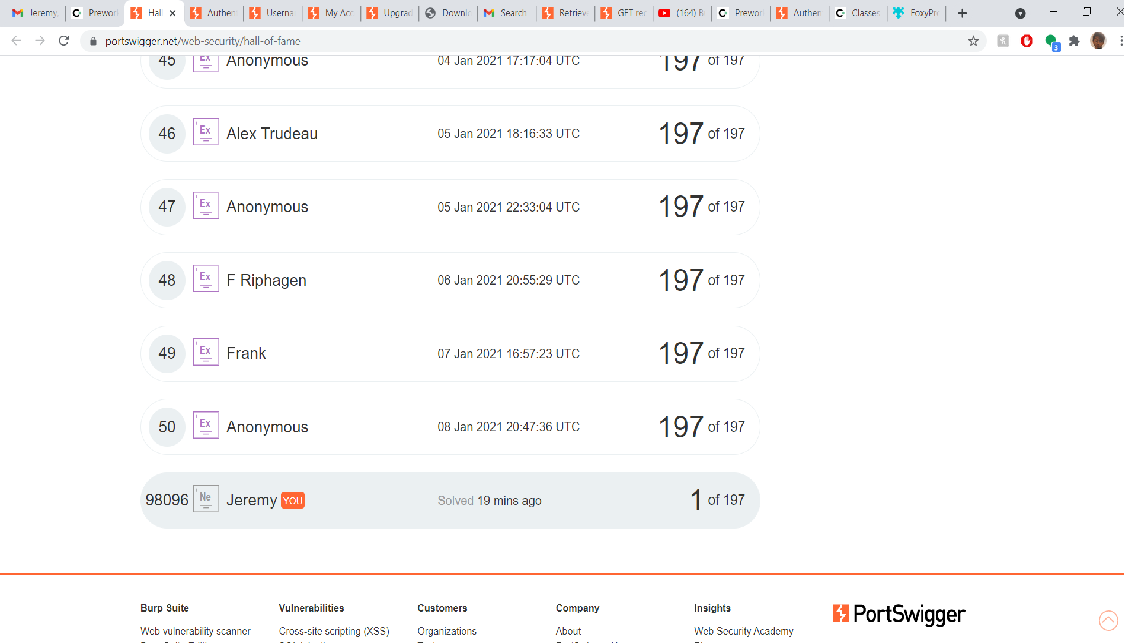 Jeremy,
Prewor
Hall
Auther
Userna
My Acc
Upgrad
Downl
Search
Retriev
GET rec
(164) B
Prewor
Auther
Classes
FoxyPr
portswigger.net/web-security/hall-of-fame
3
45 Ex Anonymous 04 Jan 2021 17:17:04 UTC 197 of 197
46 Ex Alex Trudeau 05 Jan 2021 18:16:33 UTC 197 of 197
47 Ex Anonymous 05 Jan 2021 22:33:04 UTC 197 of 197
48 Ex F Riphagen 06 Jan 2021 20:55:29 UTC 197 of 197
49 Ex Frank 07 Jan 2021 16:57:23 UTC 197 of 197
50 Ex Anonymous 08 Jan 2021 20:47:36 UTC 197 of 197
98096 Ne Jeremy YOU Solved 19 mins ago 1 of 197
Burp Suite Vulnerabilities Customers Company Insights
PortSwigger
Web vulnerability scanner Cross-site scripting (XSS) Organizations About Web Security Academy